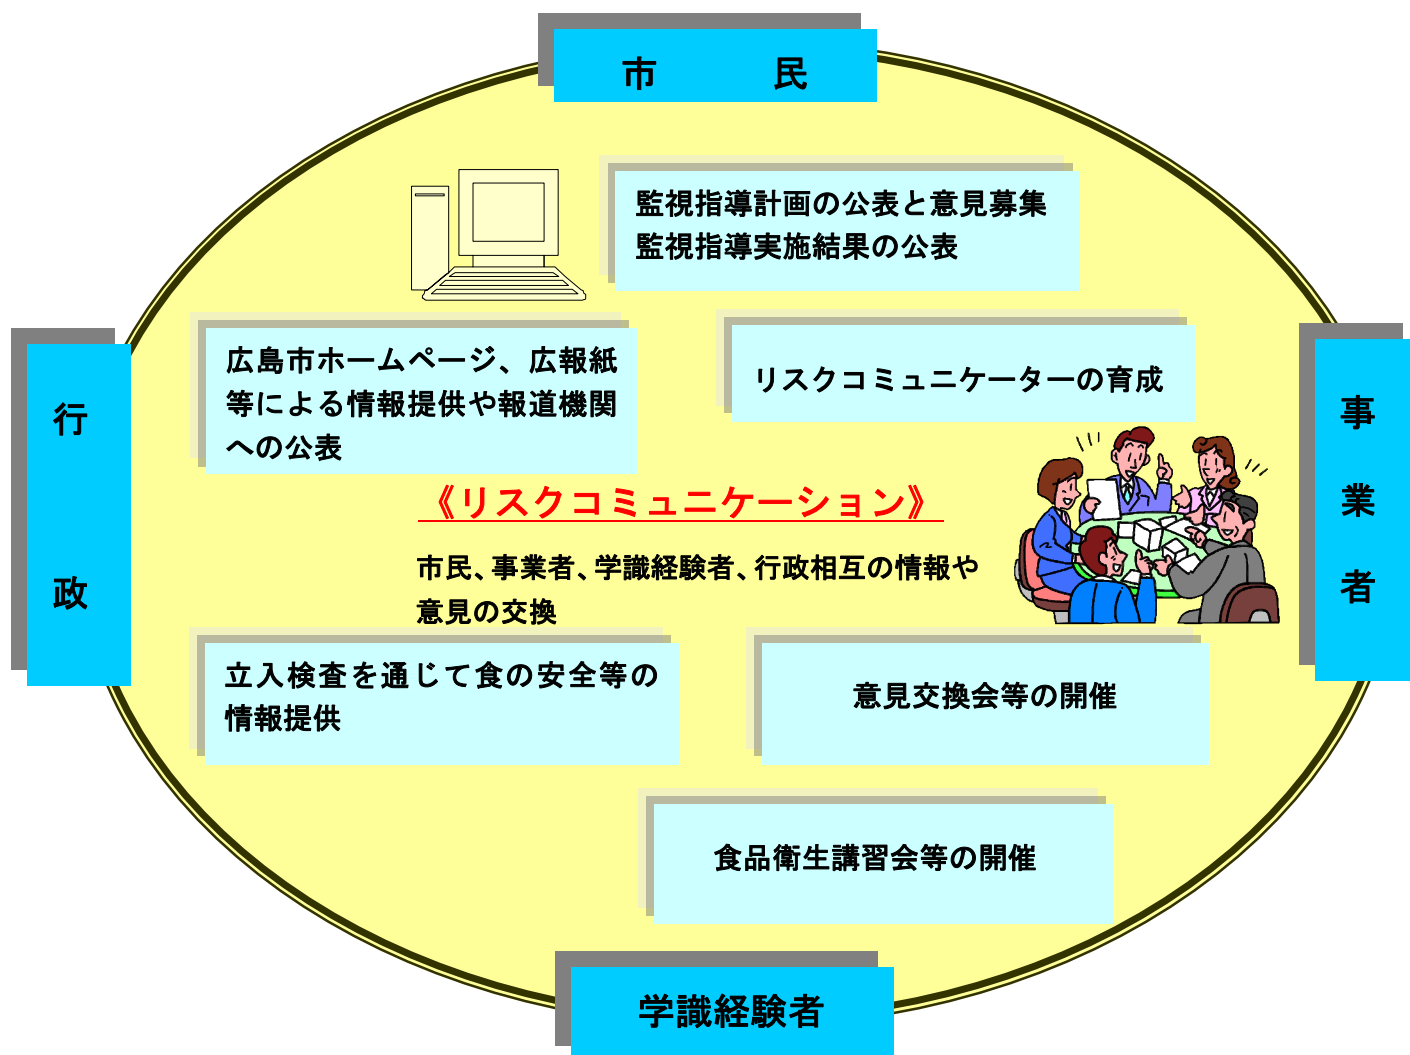 市　民
監視指導計画の公表と意見募集
監視指導実施結果の公表
広島市ホームページ、広報紙
等による情報提供や報道機関
への公表
リスクコミュニケーターの育成
行政
事業者
《リスクコミュニケーション》
市民、事業者、学識経験者、行政相互の情報や
意見の交換
立入検査を通じて食の安全等の
情報提供
意見交換会等の開催
食品衛生講習会等の開催
学識経験者